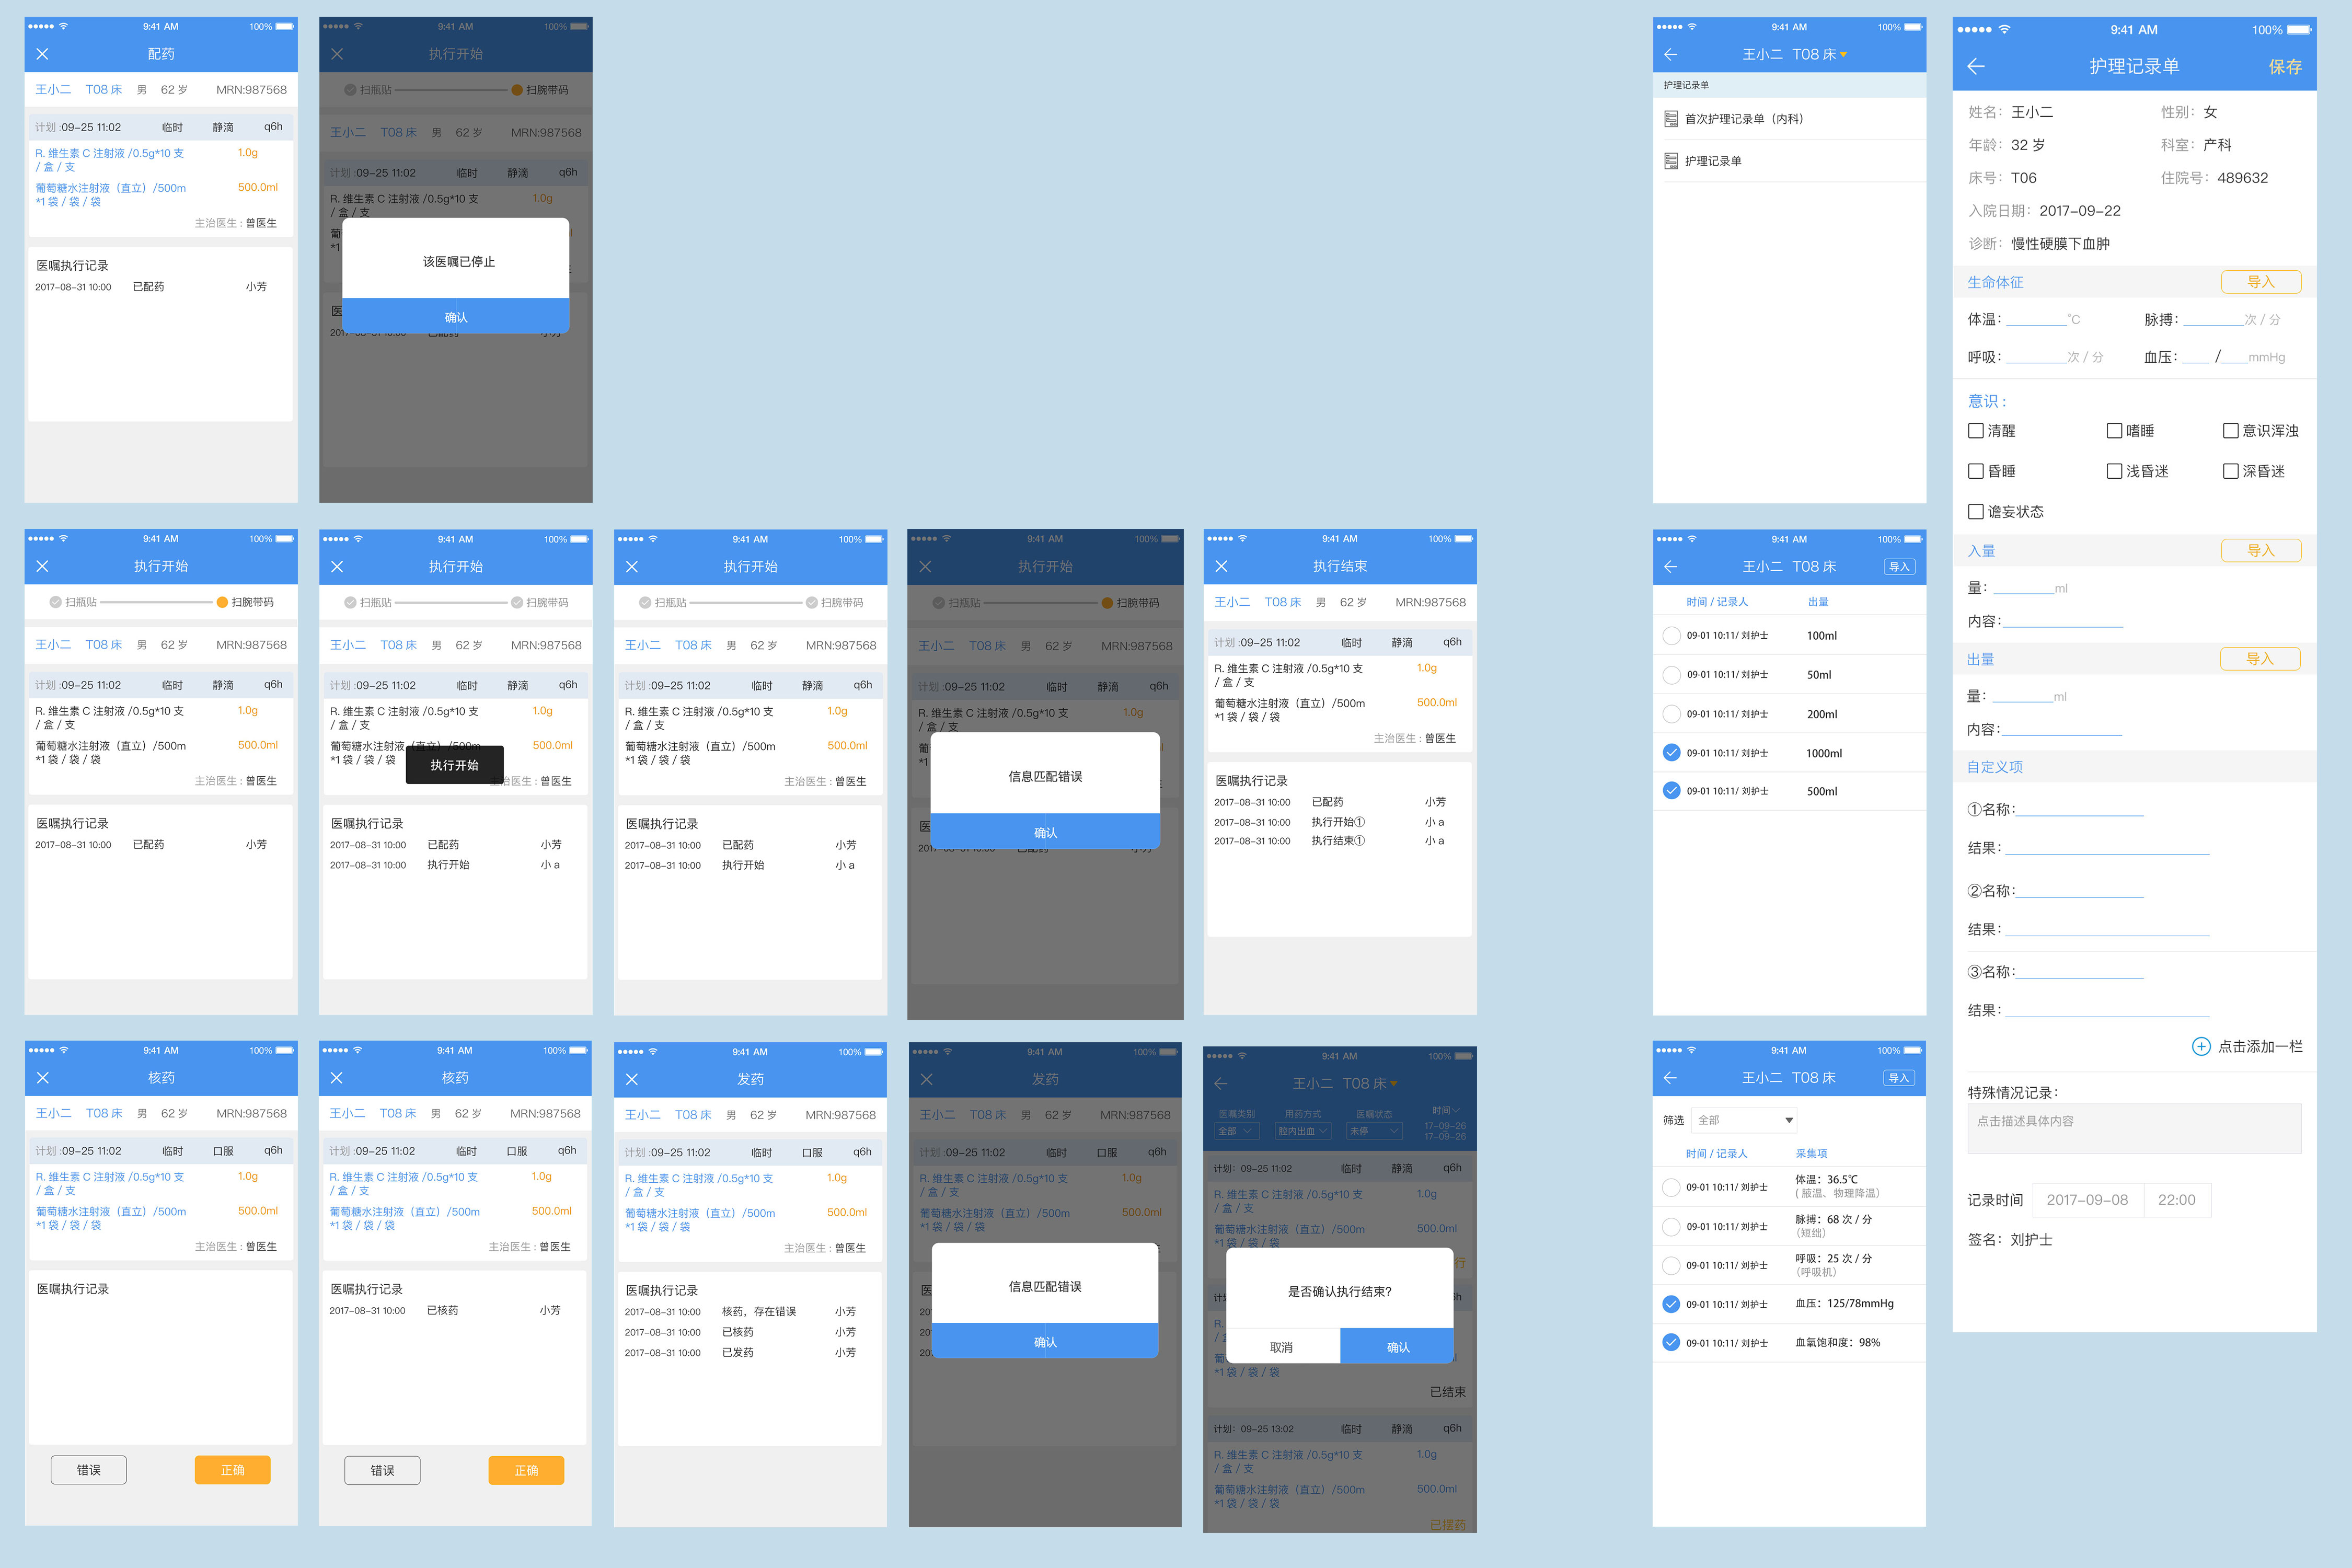 9:41 AM 100%
配药
王小二 T08 床 男 62 岁 MRN:987568
计划 :09-25 11:02 临时 静滴 q6h
R. 维生素 C 注射液 /0.5g*10 支 1.0g
/ 盒 / 支
葡萄糖水注射液（直立）/500m 500.0ml
*1 袋 / 袋 / 袋
主治医生 : 曾医生
医嘱执行记录
2017-08-31 10:00 已配药 小芳
9:41 AM 100%
执行开始
扫瓶贴 扫腕带码
王小二 T08 床 男 62 岁 MRN:987568
计划 :09-25 11:02 临时 静滴 q6h
R. 维生素 C 注射液 /0.5g*10 支 1.0g
/ 盒 / 支
葡
*1
该医嘱已停止
确认
医
2017-08-31 10:00 已配药 小芳
9:41 AM 100%
王小二 T08 床
护理记录单
首次护理记录单（内科）
护理记录单
9:41 AM 100%
护理记录单 保存
姓名： 王小二 性别： 女
年龄： 32 岁 科室： 产科
床号： T06 住院号： 489632
入院日期： 2017-09-22
诊断： 慢性硬膜下血肿
生命体征 导入
体温： ℃ 脉搏： 次 / 分
呼吸： 次 / 分 血压： / mmHg
意识 :
清醒 嗜睡 意识浑浊
昏睡 浅昏迷 深昏迷
谵妄状态
入量 导入
量： ml
内容：
出量 导入
量： ml
内容：
自定义项
①名称：
结果：
②名称：
结果：
③名称：
结果：
点击添加一栏
特殊情况记录：
点击描述具体内容
记录时间 2017-09-08 22:00
签名：刘护士
9:41 AM 100%
执行开始
扫瓶贴 扫腕带码
王小二 T08 床 男 62 岁 MRN:987568
计划 :09-25 11:02 临时 静滴 q6h
R. 维生素 C 注射液 /0.5g*10 支 1.0g
/ 盒 / 支
葡萄糖水注射液（直立）/500m 500.0ml
*1 袋 / 袋 / 袋
主治医生 : 曾医生
医嘱执行记录
2017-08-31 10:00 已配药 小芳
9:41 AM 100%
执行开始
扫瓶贴 扫腕带码
王小二 T08 床 男 62 岁 MRN:987568
计划 :09-25 11:02 临时 静滴 q6h
R. 维生素 C 注射液 /0.5g*10 支 1.0g
/ 盒 / 支
葡萄糖水注射液（直立）/500m 500.0ml
*1 袋 / 袋 / 袋
执行开始
主治医生 : 曾医生
医嘱执行记录
2017-08-31 10:00 已配药 小芳
2017-08-31 10:00 执行开始 小 a
9:41 AM 100%
执行开始
扫瓶贴 扫腕带码
王小二 T08 床 男 62 岁 MRN:987568
计划 :09-25 11:02 临时 静滴 q6h
R. 维生素 C 注射液 /0.5g*10 支 1.0g
/ 盒 / 支
葡萄糖水注射液（直立）/500m 500.0ml
*1 袋 / 袋 / 袋
主治医生 : 曾医生
医嘱执行记录
2017-08-31 10:00 已配药 小芳
2017-08-31 10:00 执行开始 小 a
9:41 AM 100%
执行开始
扫瓶贴 扫腕带码
王小二 T08 床 男 62 岁 MRN:987568
计划 :09-25 11:02 临时 静滴 q6h
R. 维生素 C 注射液 /0.5g*10 支 1.0g
/ 盒 / 支
葡
*1
信息匹配错误
确认
医
2017-08-31 10:00 已配药 小芳
9:41 AM 100%
执行结束
王小二 T08 床 男 62 岁 MRN:987568
计划 :09-25 11:02 临时 静滴 q6h
R. 维生素 C 注射液 /0.5g*10 支 1.0g
/ 盒 / 支
葡萄糖水注射液（直立）/500m 500.0ml
*1 袋 / 袋 / 袋
主治医生 : 曾医生
医嘱执行记录
2017-08-31 10:00 已配药 小芳
2017-08-31 10:00 执行开始① 小 a
2017-08-31 10:00 执行结束① 小 a
9:41 AM 100%
王小二 T08 床 导入
时间 / 记录人 出量
09-01 10:11/ 刘护士 100ml
09-01 10:11/ 刘护士 50ml
09-01 10:11/ 刘护士 200ml
09-01 10:11/ 刘护士 1000ml
09-01 10:11/ 刘护士 500ml
9:41 AM 100%
核药
王小二 T08 床 男 62 岁 MRN:987568
计划 :09-25 11:02 临时 口服 q6h
R. 维生素 C 注射液 /0.5g*10 支 1.0g
/ 盒 / 支
葡萄糖水注射液（直立）/500m 500.0ml
*1 袋 / 袋 / 袋
主治医生 : 曾医生
医嘱执行记录
错误 正确
9:41 AM 100%
核药
王小二 T08 床 男 62 岁 MRN:987568
计划 :09-25 11:02 临时 口服 q6h
R. 维生素 C 注射液 /0.5g*10 支 1.0g
/ 盒 / 支
葡萄糖水注射液（直立）/500m 500.0ml
*1 袋 / 袋 / 袋
主治医生 : 曾医生
医嘱执行记录
2017-08-31 10:00 已核药 小芳
错误 正确
9:41 AM 100%
发药
王小二 T08 床 男 62 岁 MRN:987568
计划 :09-25 11:02 临时 口服 q6h
R. 维生素 C 注射液 /0.5g*10 支 1.0g
/ 盒 / 支
葡萄糖水注射液（直立）/500m 500.0ml
*1 袋 / 袋 / 袋
主治医生 : 曾医生
医嘱执行记录
2017-08-31 10:00 核药，存在错误 小芳
2017-08-31 10:00 已核药 小芳
2017-08-31 10:00 已发药 小芳
9:41 AM 100%
发药
王小二 T08 床 男 62 岁 MRN:987568
计划 :09-25 11:02 临时 口服 q6h
R. 维生素 C 注射液 /0.5g*10 支 1.0g
/ 盒 / 支
葡萄糖水注射液（直立）/500m 500.0ml
*1 袋 / 袋 / 袋
信息匹配错误
确认
医
20
20
20
9:41 AM 100%
王小二 T08 床
医嘱类别 用药方式 医嘱状态 时间
全部 腔内出血 未停 17-09-26
17-09-26
计划：09-25 11:02 临时 静滴 q6h
R. 维生素 C 注射液 /0.5g*10 支 1.0g
/ 盒 / 支
葡萄糖水注射液（直立）/500m 500.0ml
*1 袋 / 袋 / 袋
行
是否确认执行结束?
取消 确认
计
R.
/
葡
*1 袋 / 袋 / 袋
已结束
计划：09-25 13:02 临时 静滴 q6h
R. 维生素 C 注射液 /0.5g*10 支 1.0g
/ 盒 / 支
葡萄糖水注射液（直立）/500m 500.0ml
*1 袋 / 袋 / 袋
已摆药
9:41 AM 100%
王小二 T08 床 导入
筛选 全部
时间 / 记录人 采集项
09-01 10:11/ 刘护士 体温：36.5℃
( 腋温、物理降温）
09-01 10:11/ 刘护士 脉搏：68 次 / 分
（短绌）
09-01 10:11/ 刘护士 呼吸：25 次 / 分
（呼吸机）
09-01 10:11/ 刘护士 血压：125/78mmHg
09-01 10:11/ 刘护士 血氧饱和度：98%